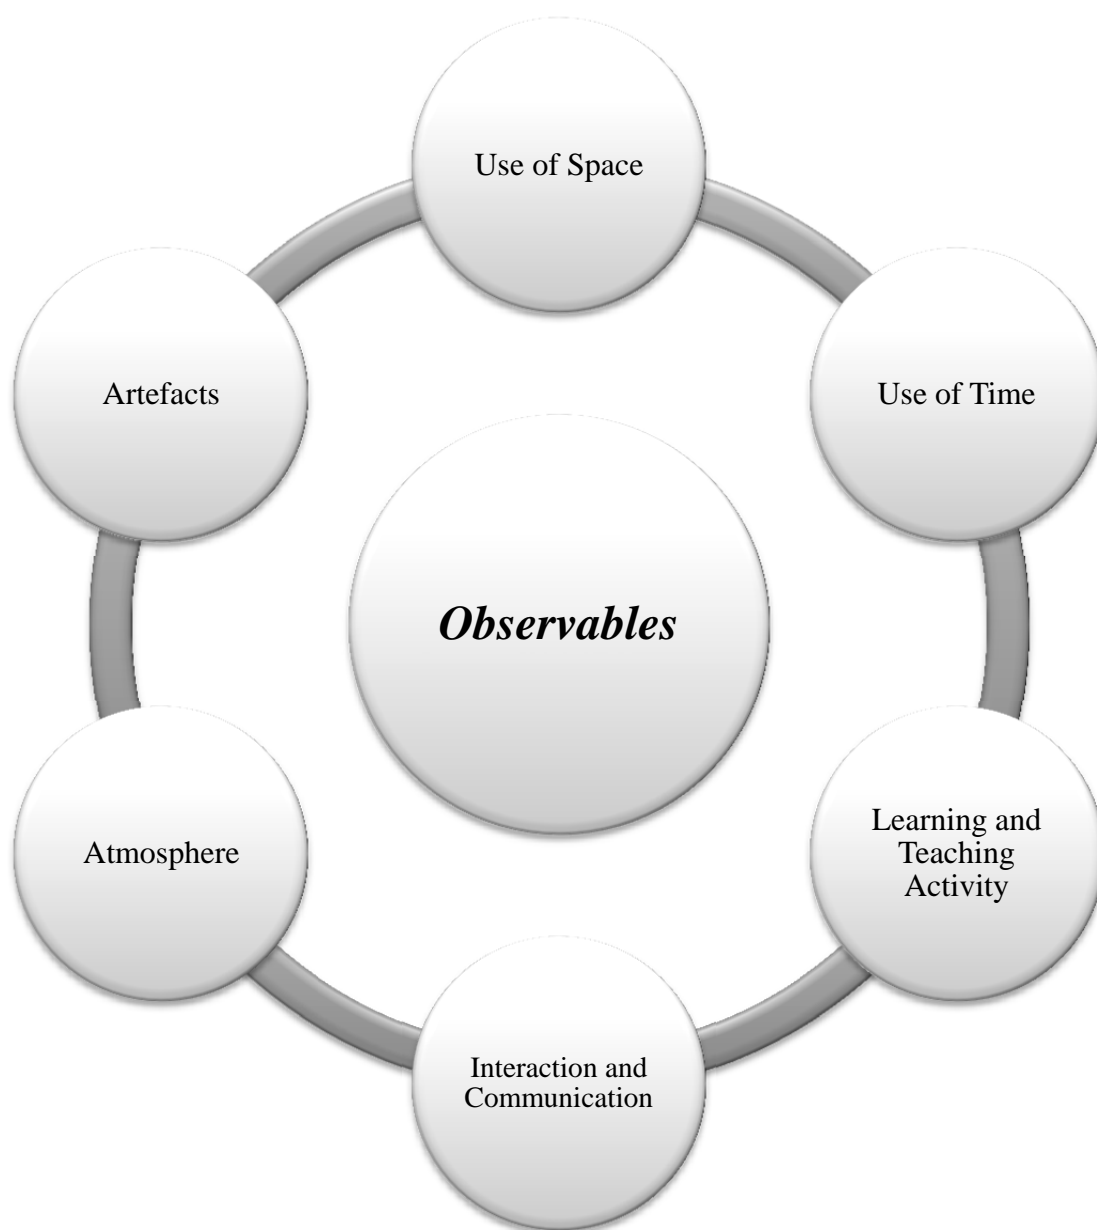 Use of Space
Artefacts
Use of Time
Observables
Atmosphere
Learning and
Teaching
Activity
Interaction and
Communication